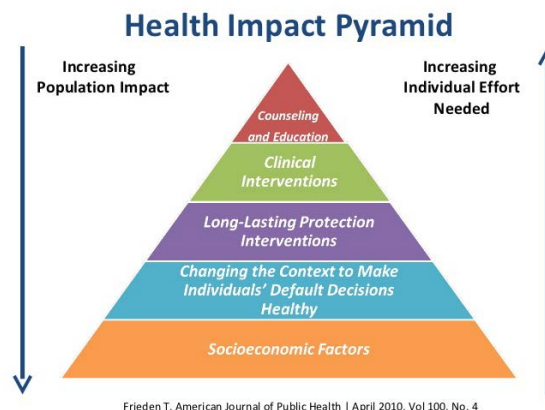 Health Impact Pyramid
Increasing
Population Impact
Increasing
Individual Effort
Needed
Counseling
and Education
Clinical
Interventions
Long-Lasting Protection
Interventions
Changing the Context to Make
Individuals' Default Decisions
Healthy
Socioeconomic Factors
Frieden T. American Journal of Public Health | April 2010, Vol 100, No. 4